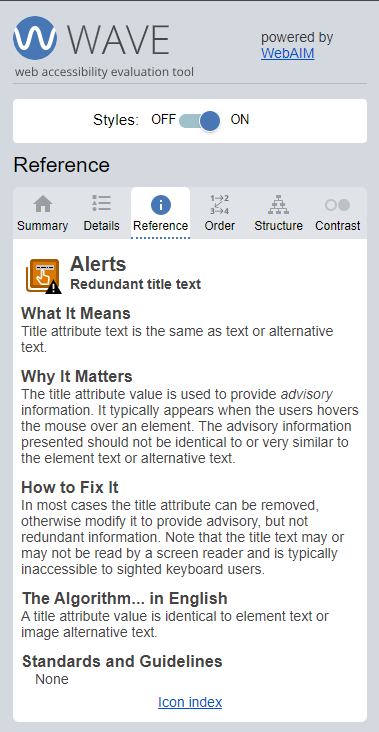 WAVE
web accessibility evaluation tool
powered by
WebAIM
Styles: OFF ON
Reference
Summary Details Reference Order Structure Contrast
1→2
3→4
Alerts
Redundant title text
What It Means
Title attribute text is the same as text or alternative
text.
Why It Matters
The title attribute value is used to provide advisory
information. It typically appears when the users hovers
the mouse over an element. The advisory information
presented should not be identical to or very similar to
the element text or alternative text.
How to Fix It
In most cases the title attribute can be removed,
otherwise modify it to provide advisory, but not
redundant information. Note that the title text may or
may not be read by a screen reader and is typically
inaccessible to sighted keyboard users.
The Algorithm... in English
A title attribute value is identical to element text or
image alternative text.
Standards and Guidelines
None
Icon index